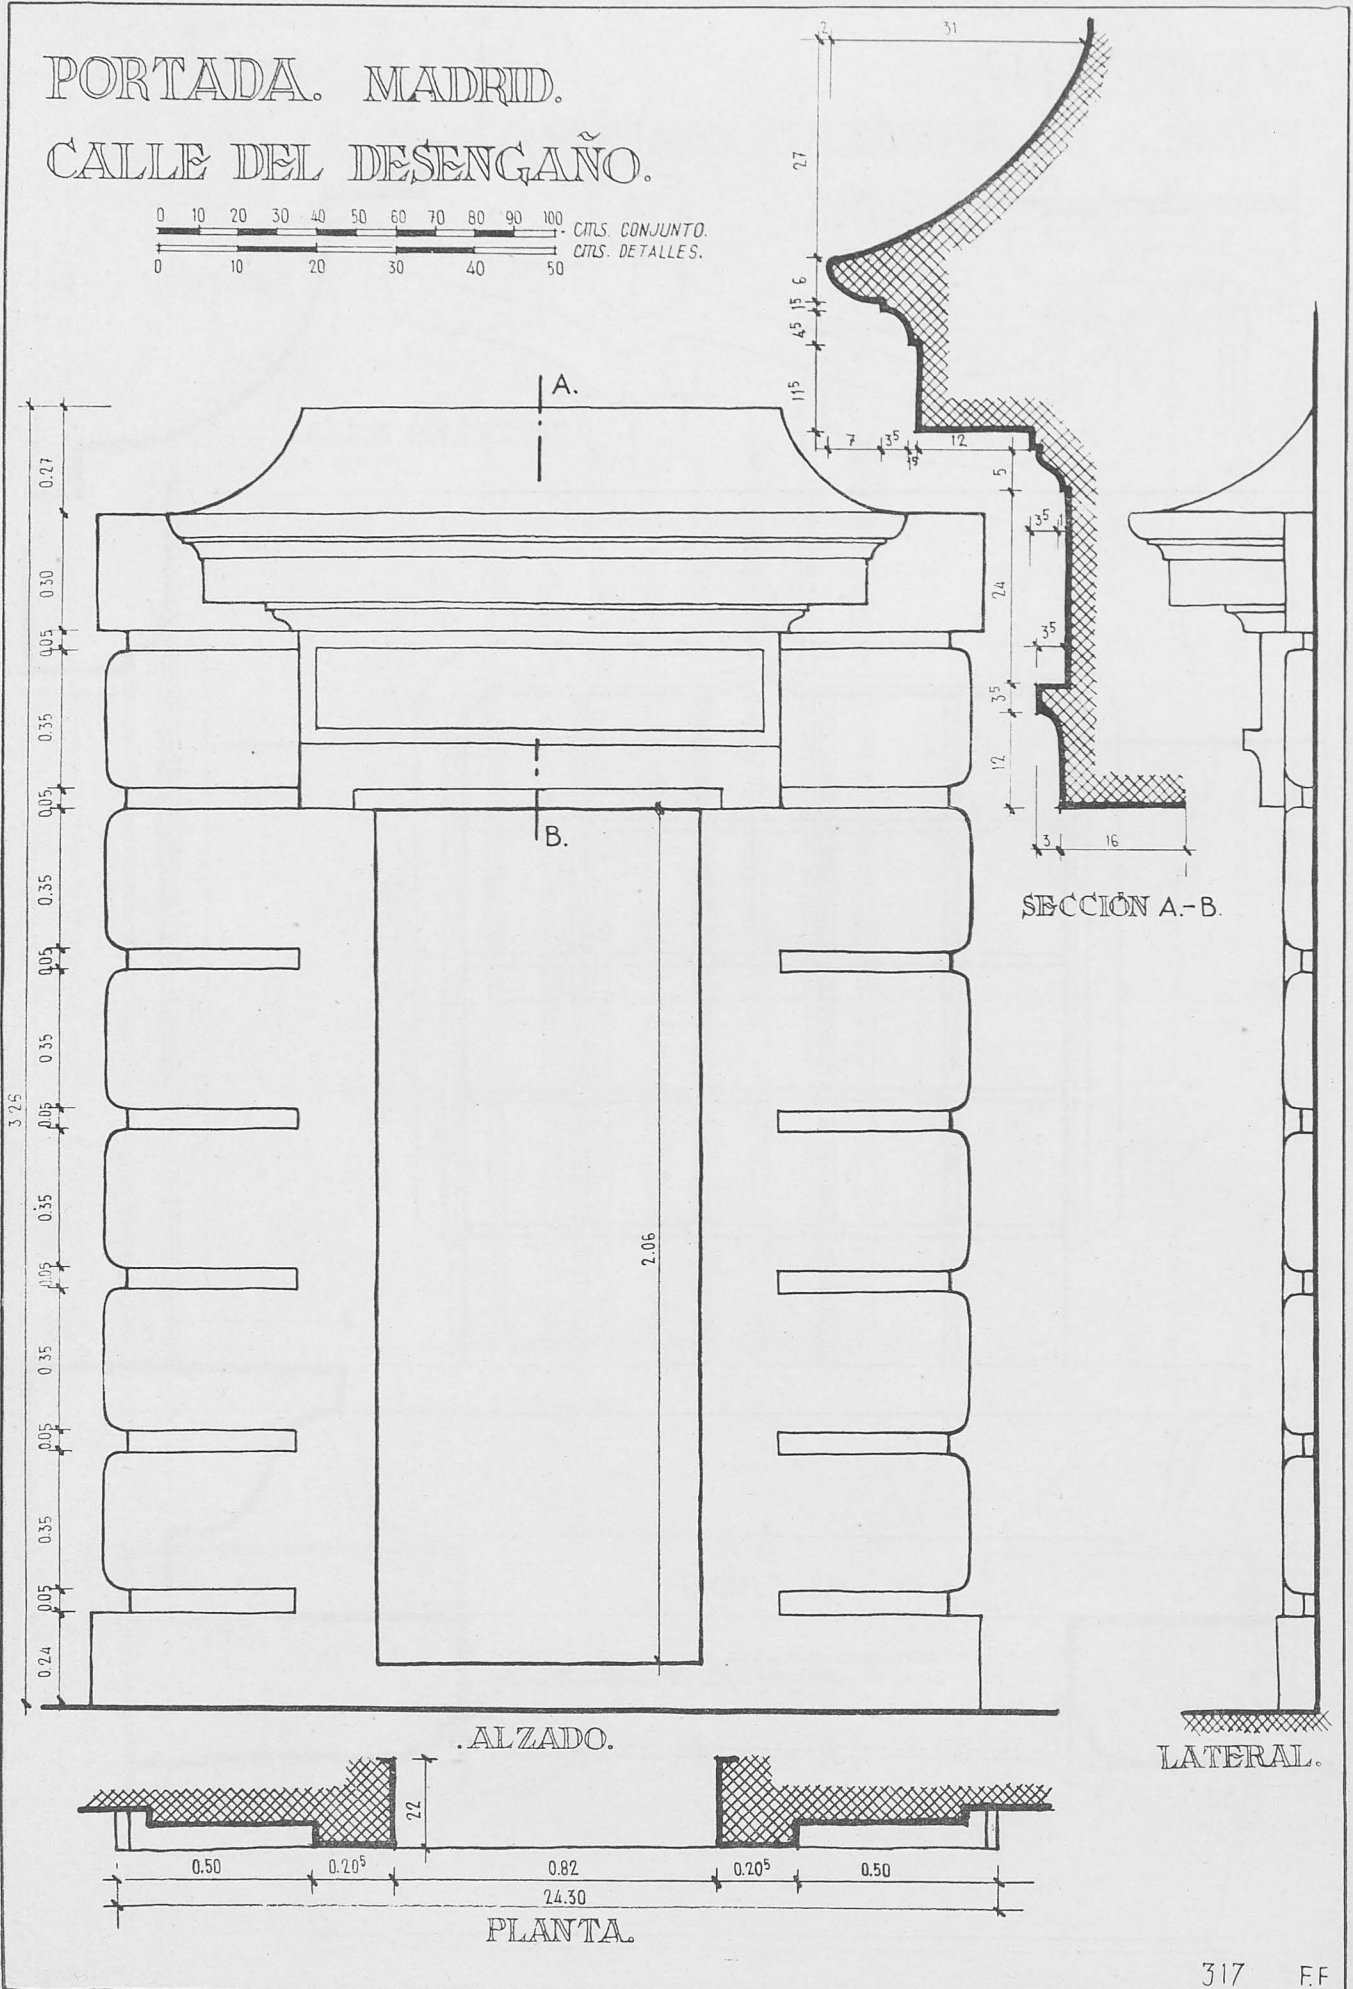 PORTADA. MADRID.
CALLE DEL DESENGAÑO.
0 10 20 30 40 50 60 70 80 90 100 CMS. CONJUNTO.
CMS. DETALLES.
0 10 20 30 40 50
2 31
27
6
15
45
11⁵
7 3⁵ 15 12
5
3⁵ 1
24
3⁵
35
12
3 16
SECCIÓN A.-B.
A.
B.
3.26
0.27
0.30
0.05
0.35
0.05
0.35
0.05
0.35
0.05
0.35
0.05
0.35
0.05
0.35
0.05
0.24
2.06
.ALZADO.
LATERAL.
22
0.50 0.20⁵ 0.82 0.20⁵ 0.50
24.30
PLANTA.
317 F.F